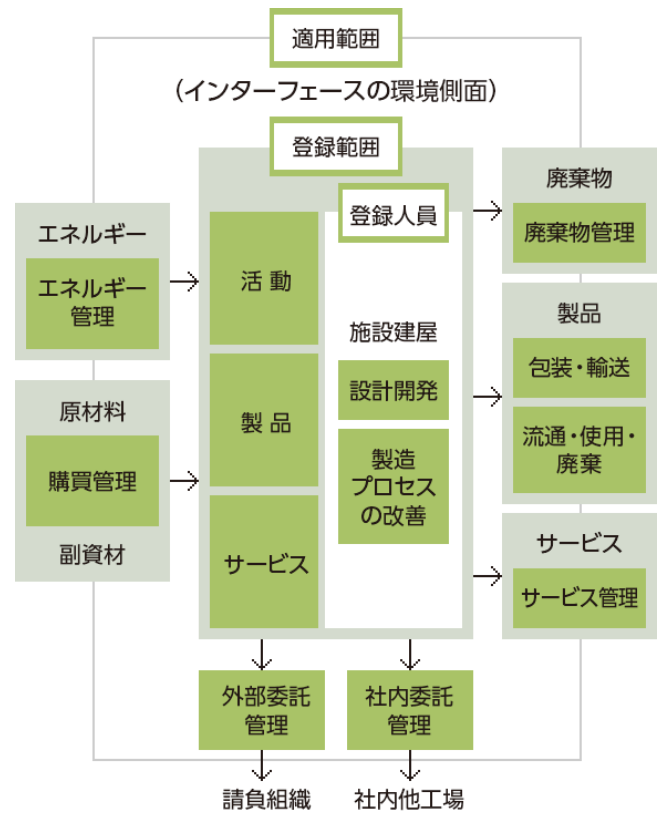 適用範囲
（インターフェースの環境側面）
登録範囲
登録人員
エネルギー
エネルギー
管理
原材料
購買管理
副資材
活 動
製 品
サービス
施設建屋
設計開発
製造
プロセス
の改善
廃棄物
廃棄物管理
製品
包装・輸送
流通・使用・
廃棄
サービス
サービス管理
外部委託
管理
社内委託
管理
請負組織
社内他工場